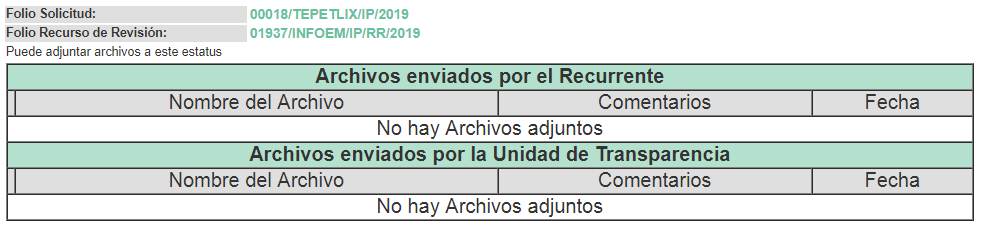 Folio Solicitud: 00018/TEPETLIX/IP/2019
Folio Recurso de Revisión: 01937/INFOEM/IP/RR/2019
Puede adjuntar archivos a este estatus
Archivos enviados por el Recurrente
Nombre del Archivo Comentarios Fecha
No hay Archivos adjuntos
Archivos enviados por la Unidad de Transparencia
Nombre del Archivo Comentarios Fecha
No hay Archivos adjuntos